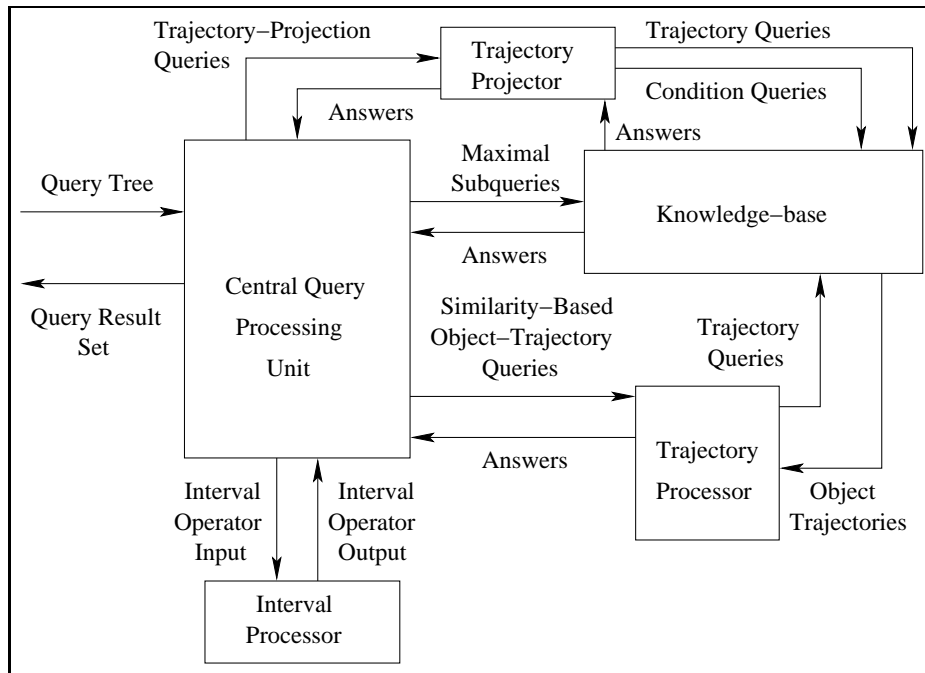 Trajectory−Projection
Queries
Trajectory
Projector
Trajectory Queries
Condition Queries
Answers
Answers
Query Tree
Maximal
Subqueries
Knowledge−base
Answers
Query Result
Set
Central Query
Processing
Unit
Similarity−Based
Object−Trajectory
Queries
Trajectory
Queries
Answers
Trajectory
Processor
Object
Trajectories
Interval
Operator
Input
Interval
Operator
Output
Interval
Processor